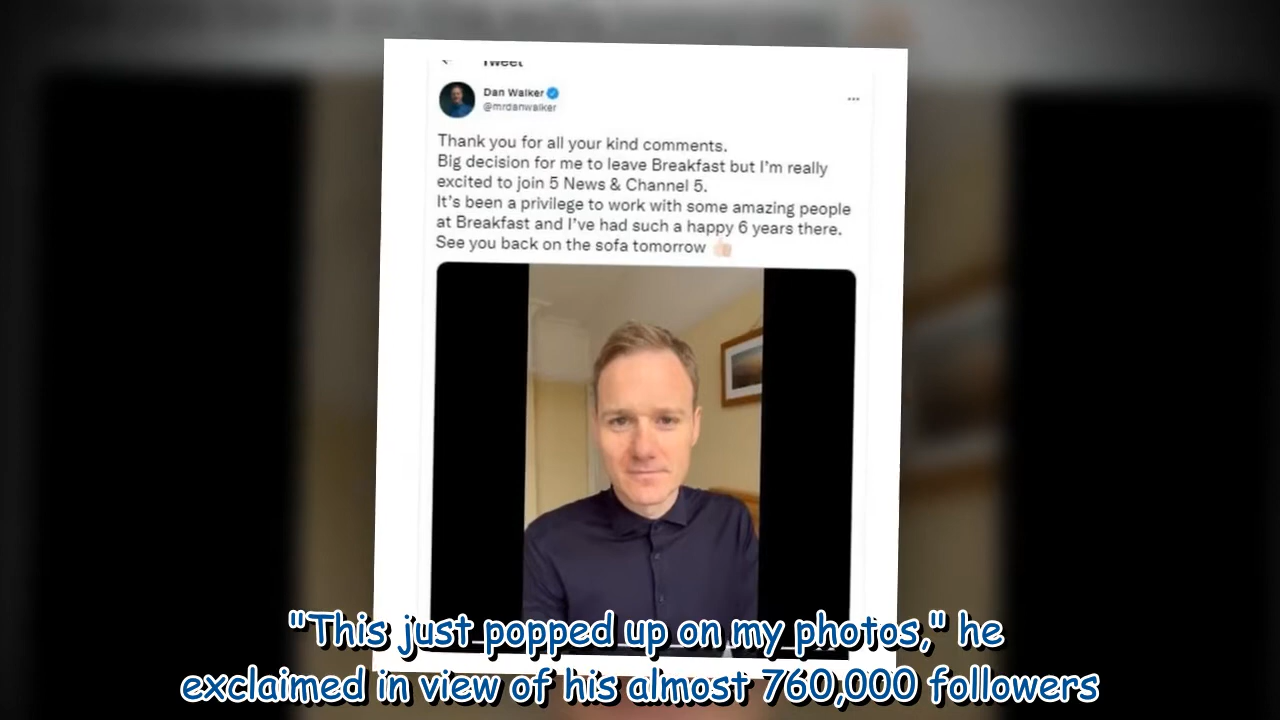 Tweet
Dan Walker
@mrdanwalker
Thank you for all your kind comments.
Big decision for me to leave Breakfast but I'm really
excited to join 5 News & Channel 5.
It's been a privilege to work with some amazing people
at Breakfast and I've had such a happy 6 years there.
See you back on the sofa tomorrow 👍🏻
"This just popped up on my photos," he
exclaimed in view of his almost 760,000 followers